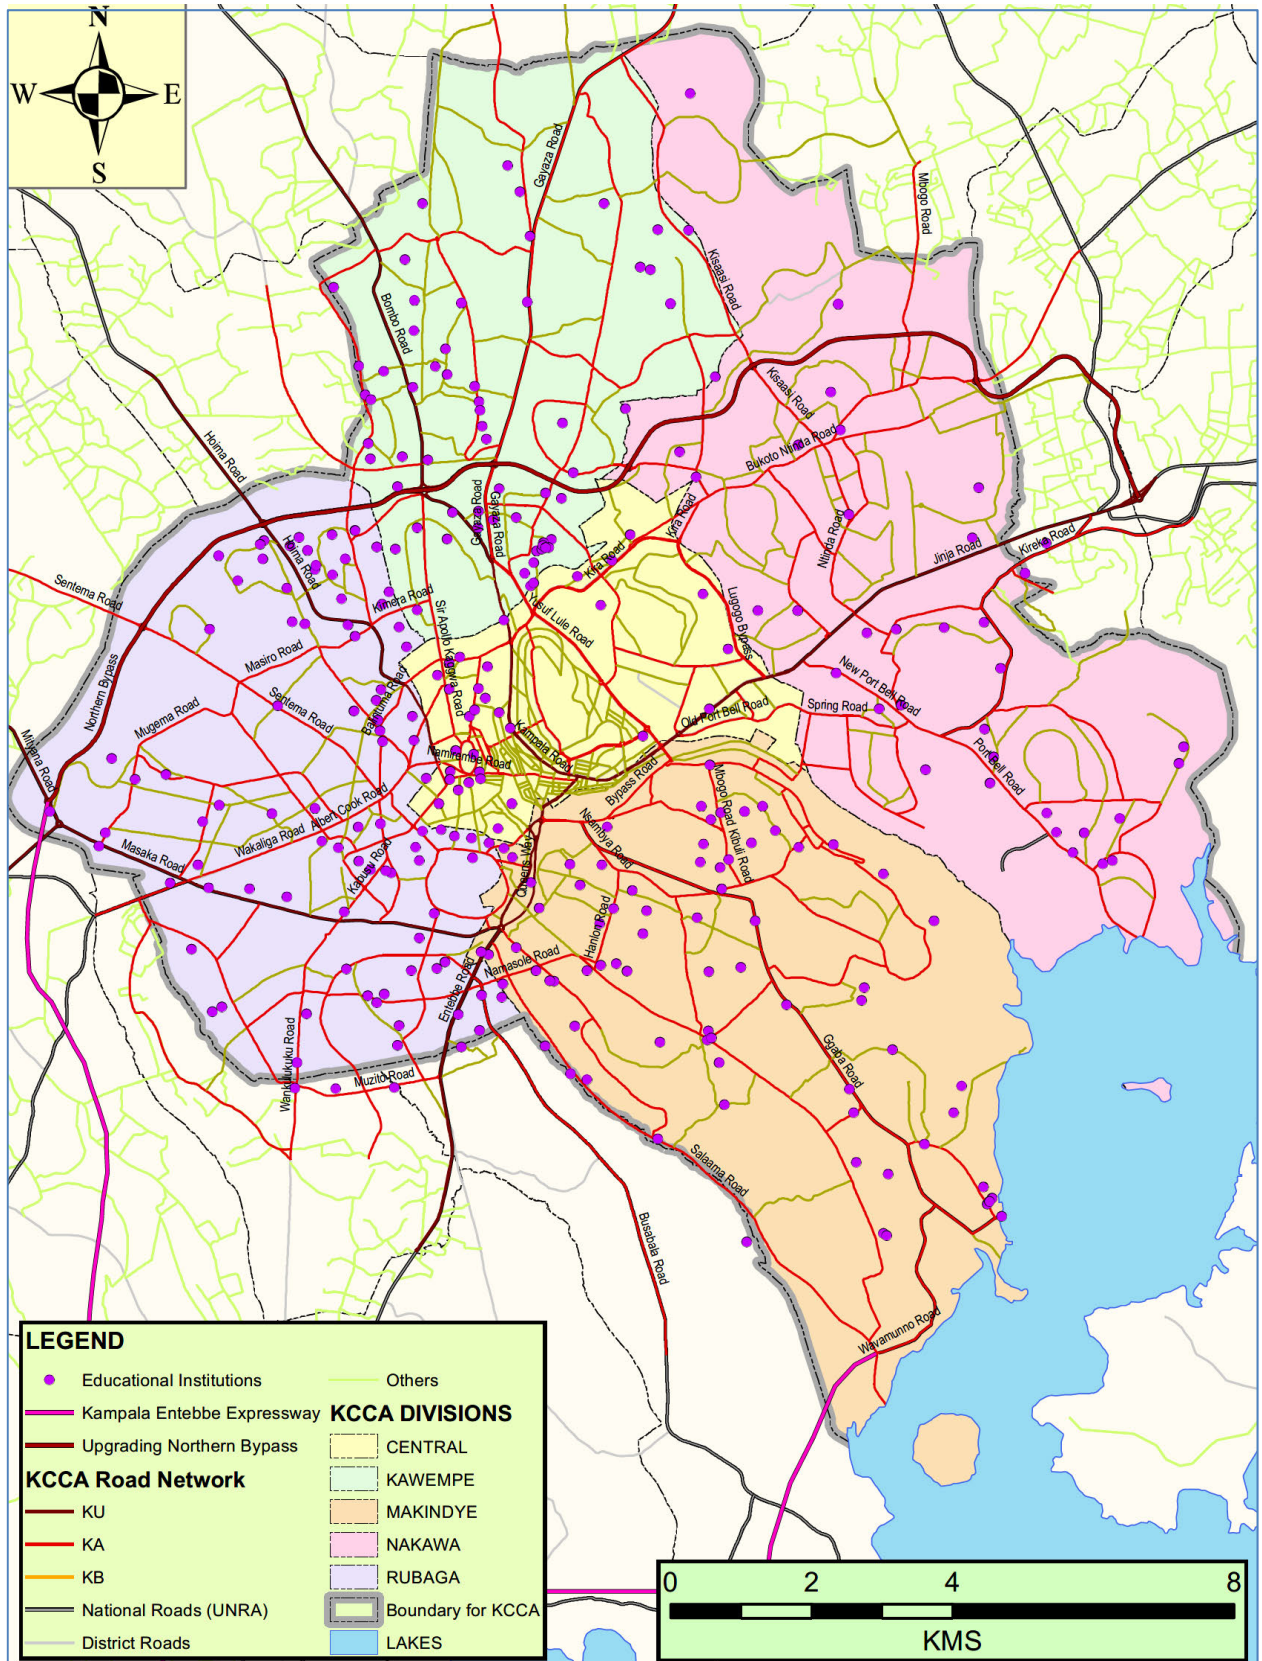 N
W
E
S
Gayaza Road
Mbogo Road
Kisaasi Road
Bombo Road
Kisaasi Road
Hoima Road
Bukoto Ntinda Road
Gayaza Road
Gayaza Road
Kira Road
Ntinda Road
Jinja Road
Kireka Road
Hoima Road
Kira Road
Sentema Road
Kimera Road
Sir Apollo Kaggwa Road
Yusuf Lule Road
Lugogo Bypass
Masiro Road
Northern Bypass
New Port Bell Road
Sentema Road
Mugema Road
Bakuluma Road
Spring Road
Old Port Bell Road
Kampala Road
Mityana Road
Namirembe Road
Port Bell Road
Bypass Road
Mbogo Road Kibuli Road
Albert Cook Road
Wakaliga Road
Nsambya Road
Masaka Road
Kabusu Road
Queens Way
Hanlon Road
Namasole Road
Entebbe Road
Ggaba Road
Wankulukuku Road
Muzito Road
Salaama Road
Busabala Road
Wavamunno Road
LEGEND
Educational Institutions
Others
Kampala Entebbe Expressway
KCCA DIVISIONS
Upgrading Northern Bypass
CENTRAL
KCCA Road Network
KAWEMPE
KU
MAKINDYE
KA
NAKAWA
KB
RUBAGA
National Roads (UNRA)
Boundary for KCCA
District Roads
LAKES
0 2 4 8
KMS